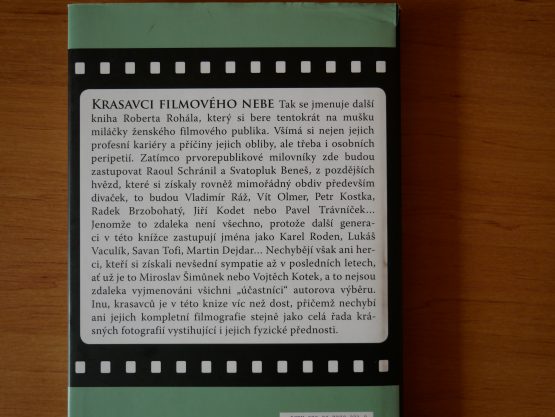 KRASAVCI FILMOVÉHO NEBE Tak se jmenuje další
kniha Roberta Rohála, který si bere tentokrát na mušku
miláčky ženského filmového publika. Všímá si nejen jejich
profesní kariéry a příčiny jejich obliby, ale třeba i osobních
peripetií. Zatímco prvorepublikové milovníky zde budou
zastupovat Raoul Schránil a Svatopluk Beneš, z pozdějších
hvězd, které si získaly rovněž mimořádný obdiv především
divaček, to budou Vladimír Ráž, Vít Olmer, Petr Kostka,
Radek Brzobohatý, Jiří Kodet nebo Pavel Trávníček...
Jenomže to zdaleka není všechno, protože další genera-
ci v této knížce zastupují jména jako Karel Roden, Lukáš
Vaculík, Savan Tofi, Martin Dejdar... Nechybějí však ani her-
ci, kteří si získali nevšední sympatie až v posledních letech,
ať už je to Miroslav Šimůnek nebo Vojtěch Kotek, a to nejsou
zdaleka vyjmenováni všichni „účastníci" autorova výběru.
Inu, krasavců je v této knize víc než dost, přičemž nechybí
ani jejich kompletní filmografie stejně jako celá řada krá-
sných fotografií vystihující i jejich fyzické přednosti.